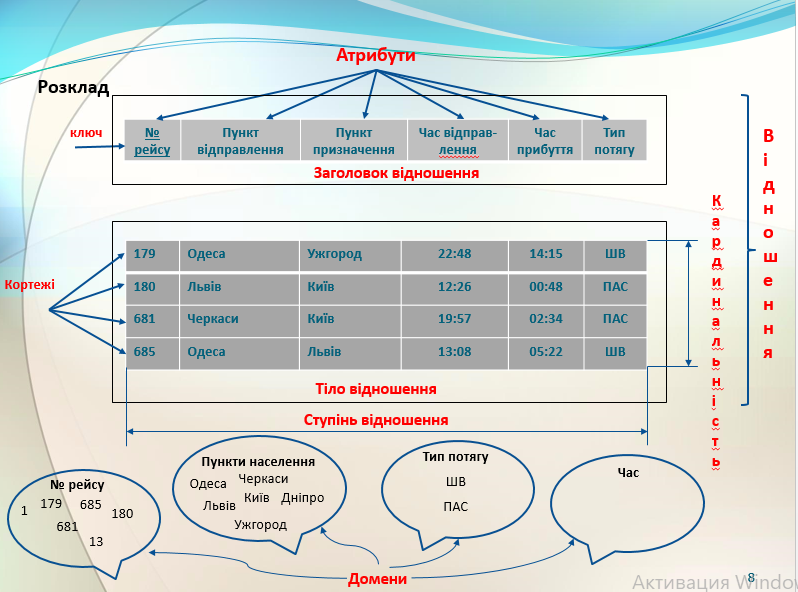 Атрибути
Розклад
ключ
№ рейсу
Пункт відправлення
Пункт призначення
Час відправ-лення
Час прибуття
Тип потягу
Заголовок відношення
Кортежі
179 Одеса Ужгород 22:48 14:15 ШВ
180 Львів Київ 12:26 00:48 ПАС
681 Черкаси Київ 19:57 02:34 ПАС
685 Одеса Львів 13:08 05:22 ШВ
Тіло відношення
Ступінь відношення
Кардинальність
Відношення
№ рейсу
1 179 685 180
681
13
Пункти населення
Одеса Черкаси
Львів Київ Дніпро
Ужгород
Тип потягу
ШВ
ПАС
Час
Домени
8
Активация Window